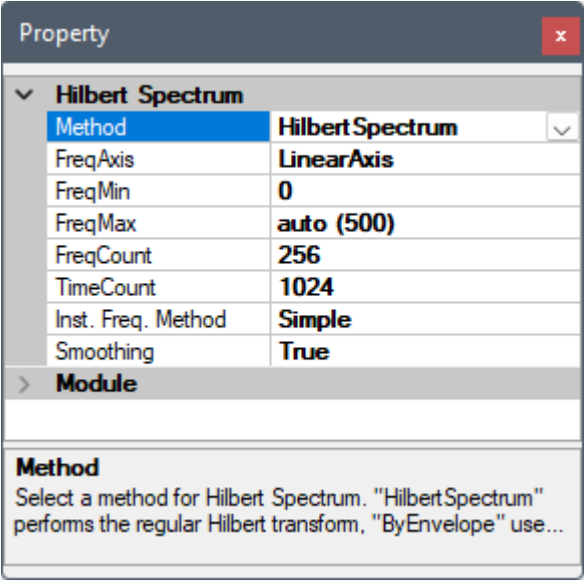 Property
x
Hilbert Spectrum
Method HilbertSpectrum
FreqAxis LinearAxis
FreqMin 0
FreqMax auto (500)
FreqCount 256
TimeCount 1024
Inst. Freq. Method Simple
Smoothing True
Module
Method
Select a method for Hilbert Spectrum. "HilbertSpectrum"
performs the regular Hilbert transform, "ByEnvelope" use...